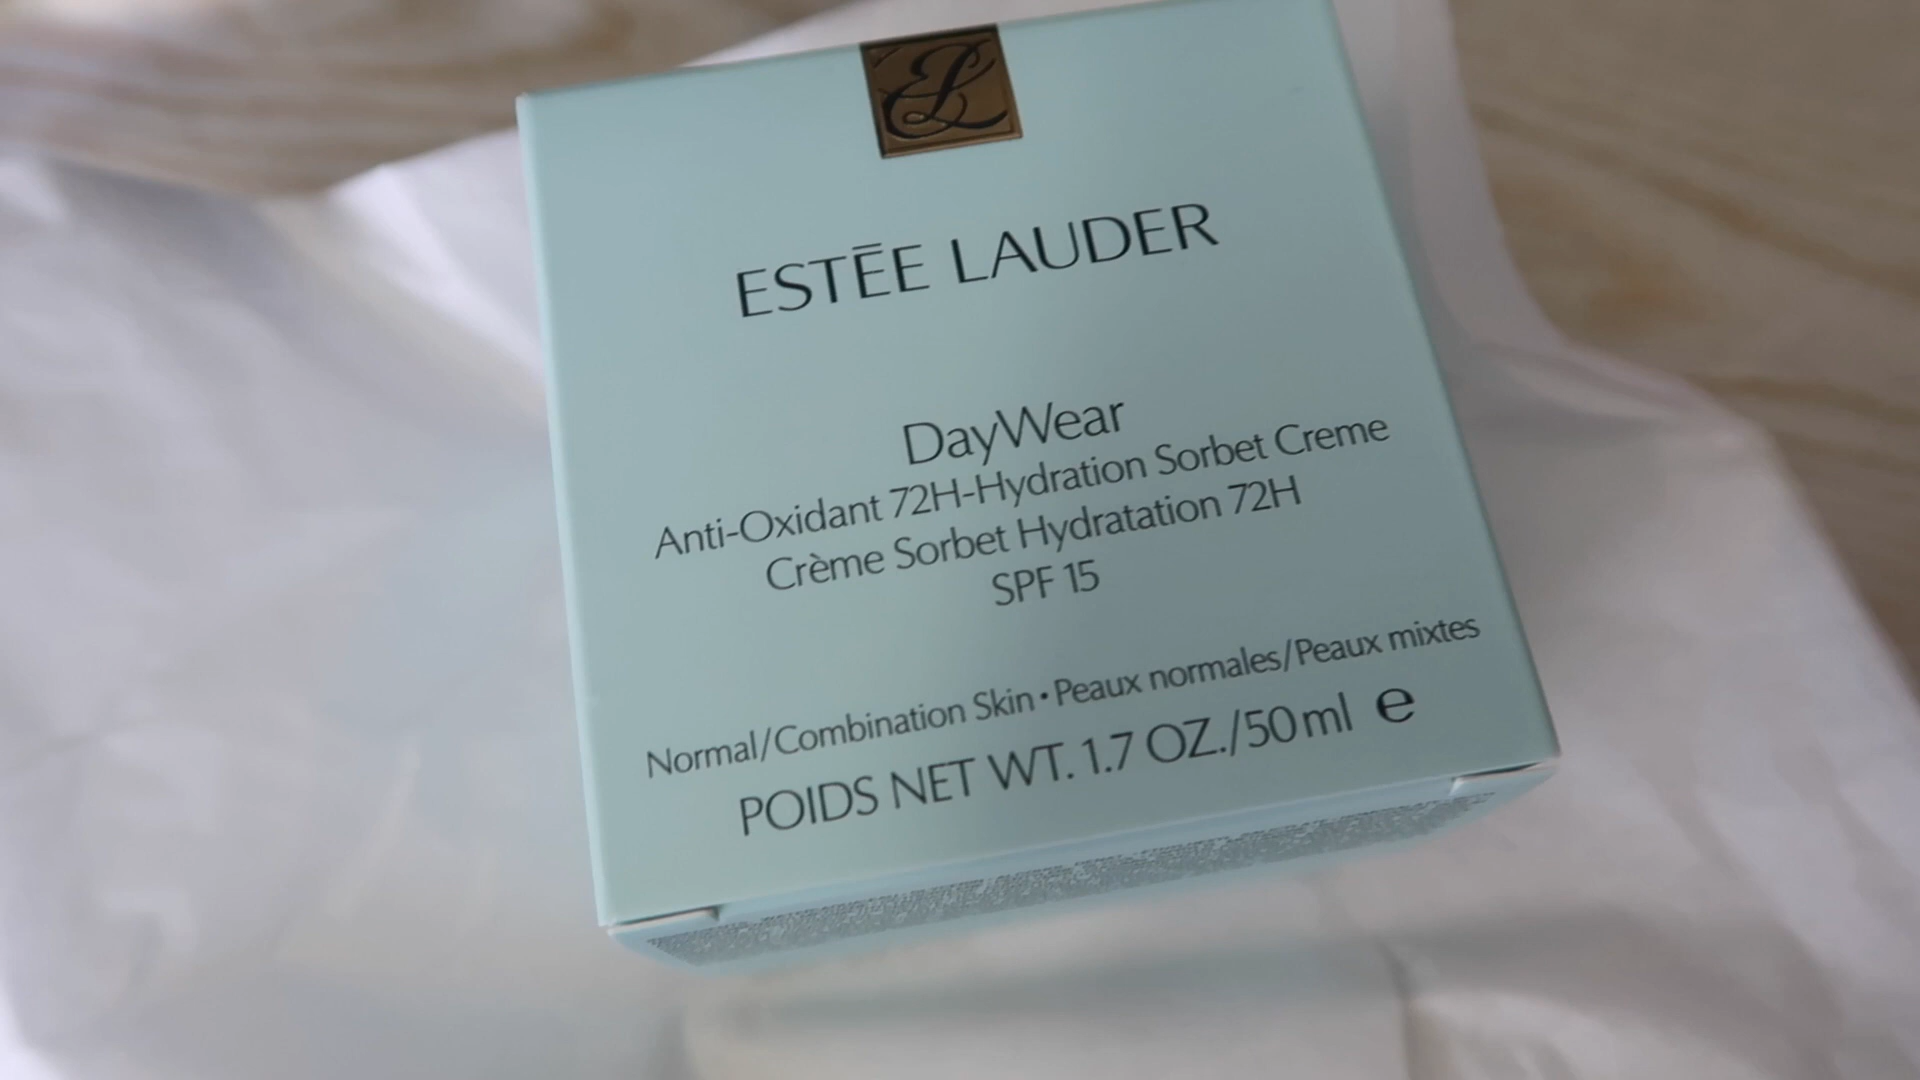 EL
ESTĒE LAUDER
DayWear
Anti-Oxidant 72H-Hydration Sorbet Creme
Crème Sorbet Hydratation 72H
SPF 15
Normal/Combination Skin • Peaux normales/Peaux mixtes
POIDS NET WT. 1.7 OZ./50 ml ℮